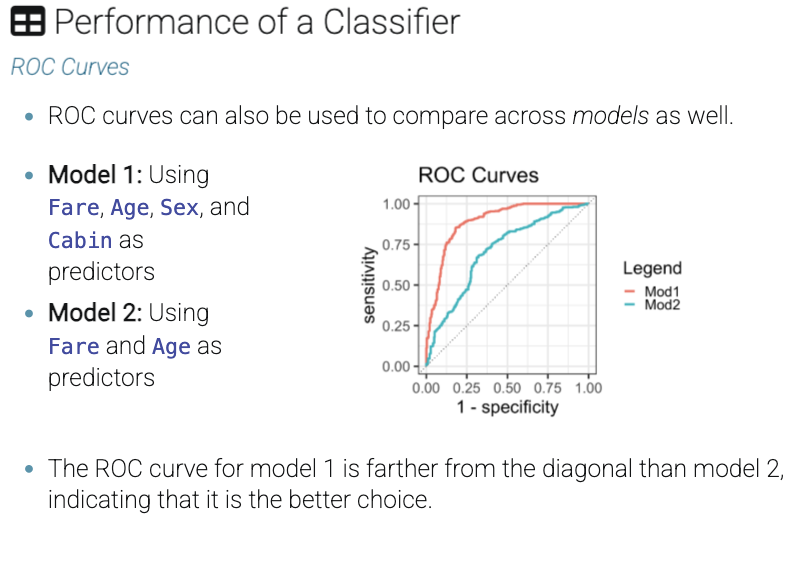 Performance of a Classifier
ROC Curves
ROC curves can also be used to compare across models as well.
Model 1: Using
Fare, Age, Sex, and
Cabin as
predictors
Model 2: Using
Fare and Age as
predictors
ROC Curves
1.00
0.75
0.50
0.25
0.00
sensitivity
0.00 0.25 0.50 0.75 1.00
1 - specificity
Legend
Mod1
Mod2
The ROC curve for model 1 is farther from the diagonal than model 2,
indicating that it is the better choice.